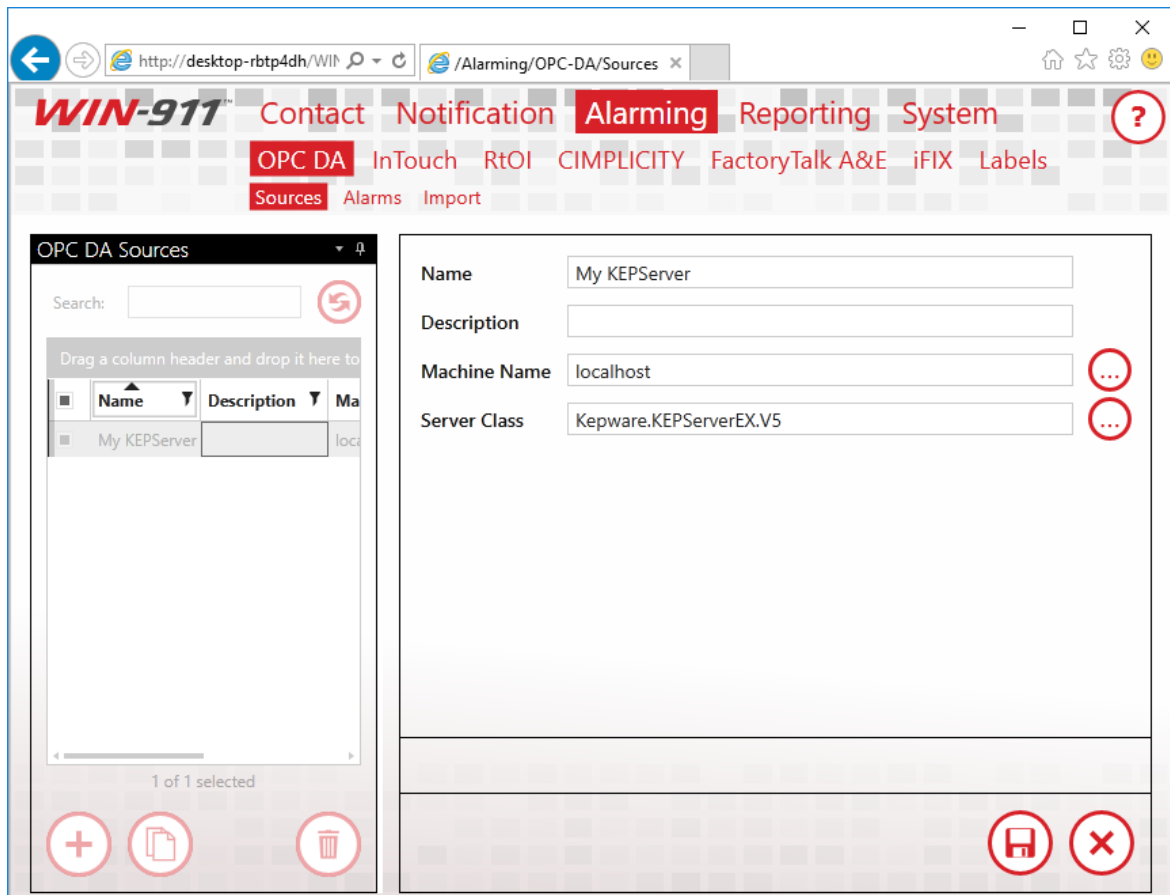 http://desktop-rbtp4dh/WIN
/Alarming/OPC-DA/Sources
WIN-911™ Contact Notification Alarming Reporting System ?
OPC DA InTouch RtOI CIMPLICITY FactoryTalk A&E iFIX Labels
Sources Alarms Import
OPC DA Sources
Search:
Drag a column header and drop it here to
Name Description Ma
My KEPServer loca
1 of 1 selected
Name My KEPServer
Description
Machine Name localhost ...
Server Class Kepware.KEPServerEX.V5 ...